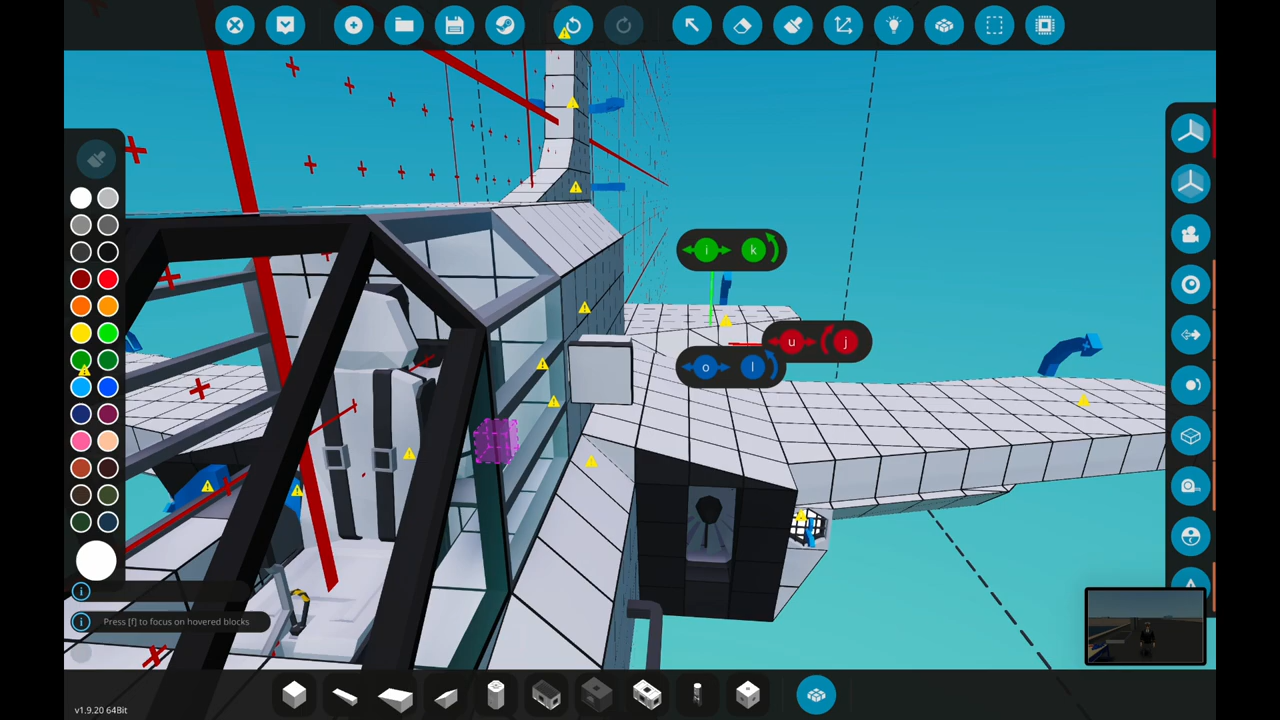 i k
u j
o l
Press [f] to focus on hovered blocks
v1.9.20 64Bit